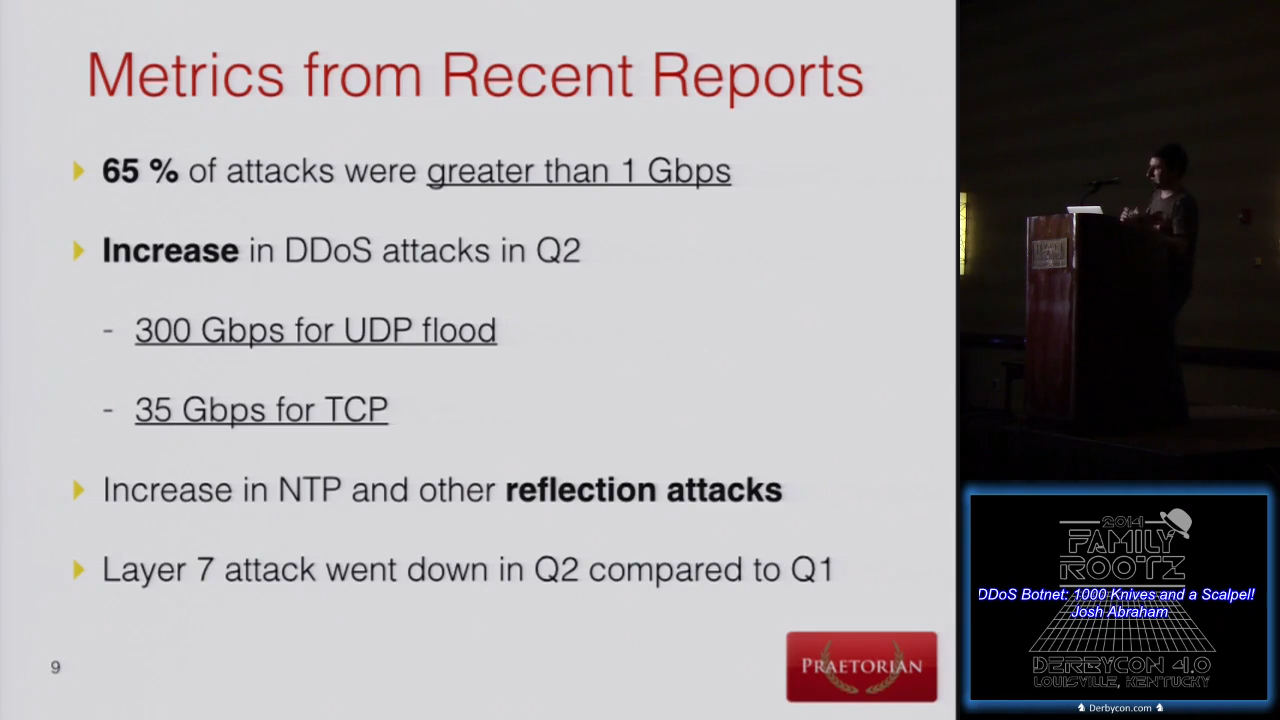 Metrics from Recent Reports
65 % of attacks were greater than 1 Gbps
Increase in DDoS attacks in Q2
- 300 Gbps for UDP flood
- 35 Gbps for TCP
Increase in NTP and other reflection attacks
Layer 7 attack went down in Q2 compared to Q1
9
PRAETORIAN
2014
FAMILY
ROOTZ
DDoS Botnet: 1000 Knives and a Scalpel!
Josh Abraham
DERBYCON 4.0
LOUISVILLE, KENTUCKY
Derbycon.com